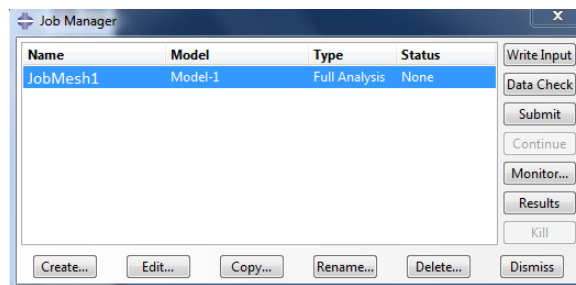 Job Manager
X
Name Model Type Status
JobMesh1 Model-1 Full Analysis None
Write Input
Data Check
Submit
Continue
Monitor...
Results
Kill
Create... Edit... Copy... Rename... Delete... Dismiss